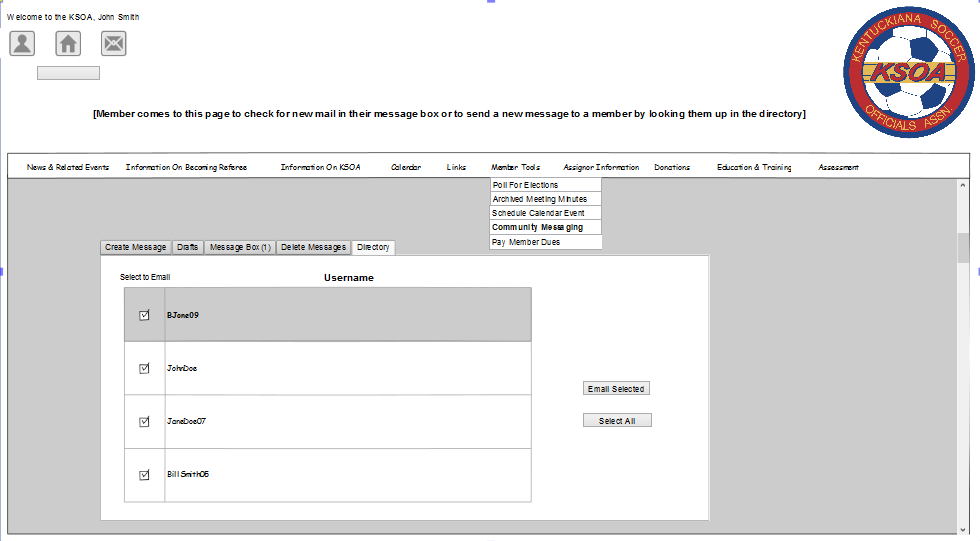 Welcome to the KSOA, John Smith
KENTUCKIANA SOCCER
KSOA
OFFICIALS ASSN.
[Member comes to this page to check for new mail in their message box or to send a new message to a member by looking them up in the directory]
News & Related Events Information On Becoming Referee Information On KSOA Calendar Links Member Tools Assignor Information Donations Education & Training Assessment
Poll For Elections
Archived Meeting Minutes
Schedule Calendar Event
Community Messaging
Pay Member Dues
Create Message Drafts Message Box (1) Delete Messages Directory
Select to Email Username
BJane09
JohnDoe
JaneDoe07
BillSmith05
Email Selected
Select All